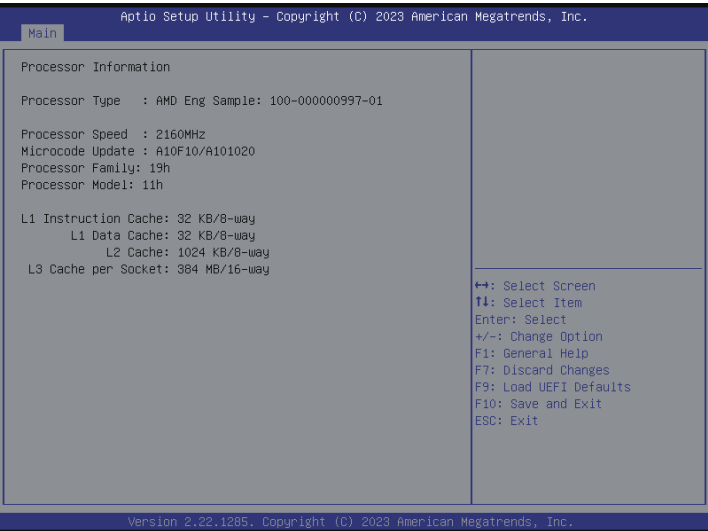 Aptio Setup Utility – Copyright (C) 2023 American Megatrends, Inc.
Main
Processor Information
Processor Type : AMD Eng Sample: 100-000000997-01
Processor Speed : 2160MHz
Microcode Update : A10F10/A101020
Processor Family: 19h
Processor Model: 11h
L1 Instruction Cache: 32 KB/8-way
L1 Data Cache: 32 KB/8-way
L2 Cache: 1024 KB/8-way
L3 Cache per Socket: 384 MB/16-way
↔: Select Screen
↑↓: Select Item
Enter: Select
+/-: Change Option
F1: General Help
F7: Discard Changes
F9: Load UEFI Defaults
F10: Save and Exit
ESC: Exit
Version 2.22.1285. Copyright (C) 2023 American Megatrends, Inc.